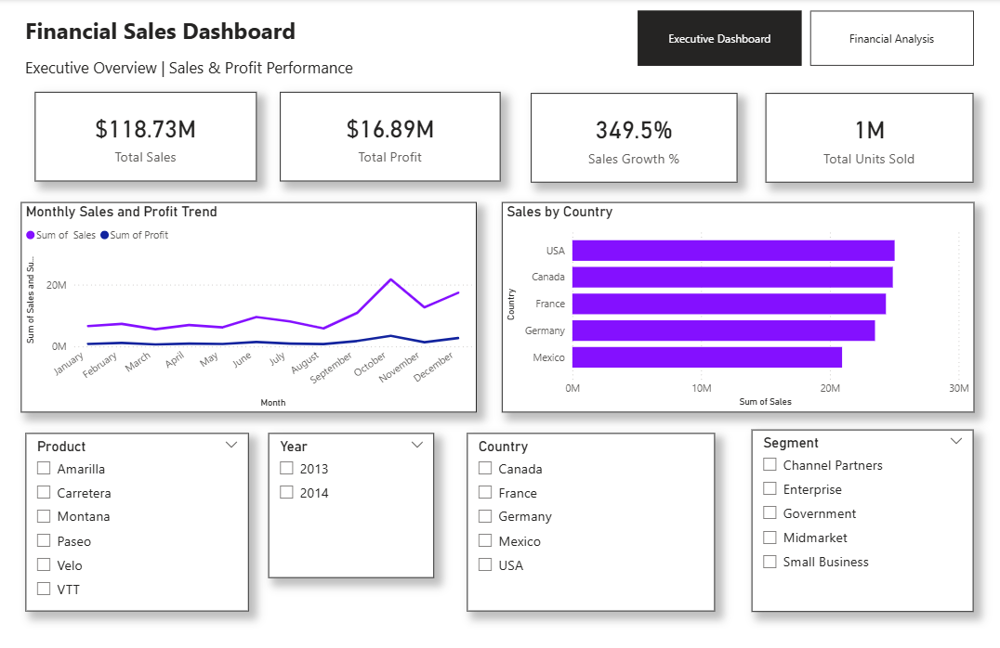 Financial Sales Dashboard
Executive Overview | Sales & Profit Performance
Executive Dashboard
Financial Analysis
$118.73M
Total Sales
$16.89M
Total Profit
349.5%
Sales Growth %
1M
Total Units Sold
Monthly Sales and Profit Trend
Sum of Sales Sum of Profit
Sum of Sales and Su...
20M
0M
January
February
March
April
May
June
July
August
September
October
November
December
Month
Sales by Country
Country
USA
Canada
France
Germany
Mexico
0M 10M 20M 30M
Sum of Sales
Product
Amarilla
Carretera
Montana
Paseo
Velo
VTT
Year
2013
2014
Country
Canada
France
Germany
Mexico
USA
Segment
Channel Partners
Enterprise
Government
Midmarket
Small Business